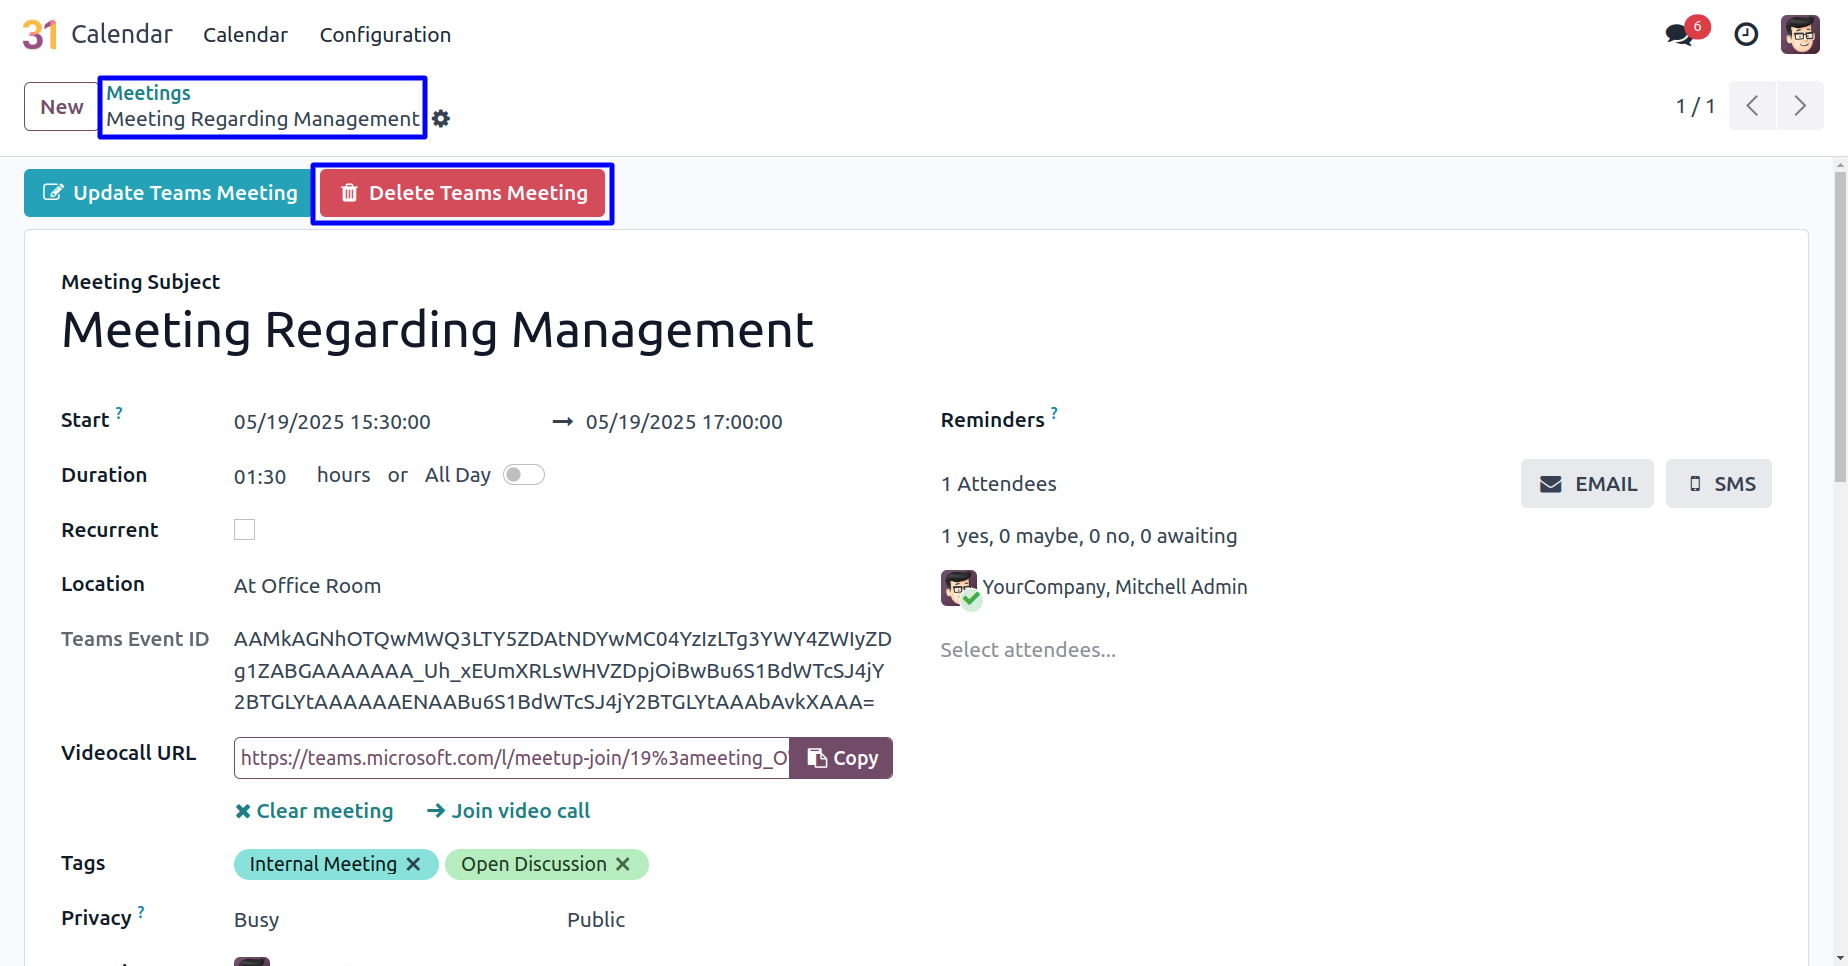 31 Calendar Calendar Configuration 6
New Meetings
Meeting Regarding Management
1 / 1
Update Teams Meeting Delete Teams Meeting
Meeting Subject
Meeting Regarding Management
Start ? 05/19/2025 15:30:00 → 05/19/2025 17:00:00
Duration 01:30 hours or All Day
Recurrent
Location At Office Room
Teams Event ID AAMkAGNhOTQwMWQ3LTY5ZDAtNDYwMC04YzIzLTg3YWY4ZWIyZD
g1ZABGAAAAAAA_Uh_xEUmXRLsWHVZDpjOiBwBu6S1BdWTcSJ4jY
2BTGLYtAAAAAAENAABu6S1BdWTcSJ4jY2BTGLYtAAAbAvkXAAA=
Videocall URL https://teams.microsoft.com/l/meetup-join/19%3ameeting_O Copy
Clear meeting → Join video call
Tags Internal Meeting ✕ Open Discussion ✕
Privacy ? Busy Public
Reminders ?
1 Attendees EMAIL SMS
1 yes, 0 maybe, 0 no, 0 awaiting
YourCompany, Mitchell Admin
Select attendees...